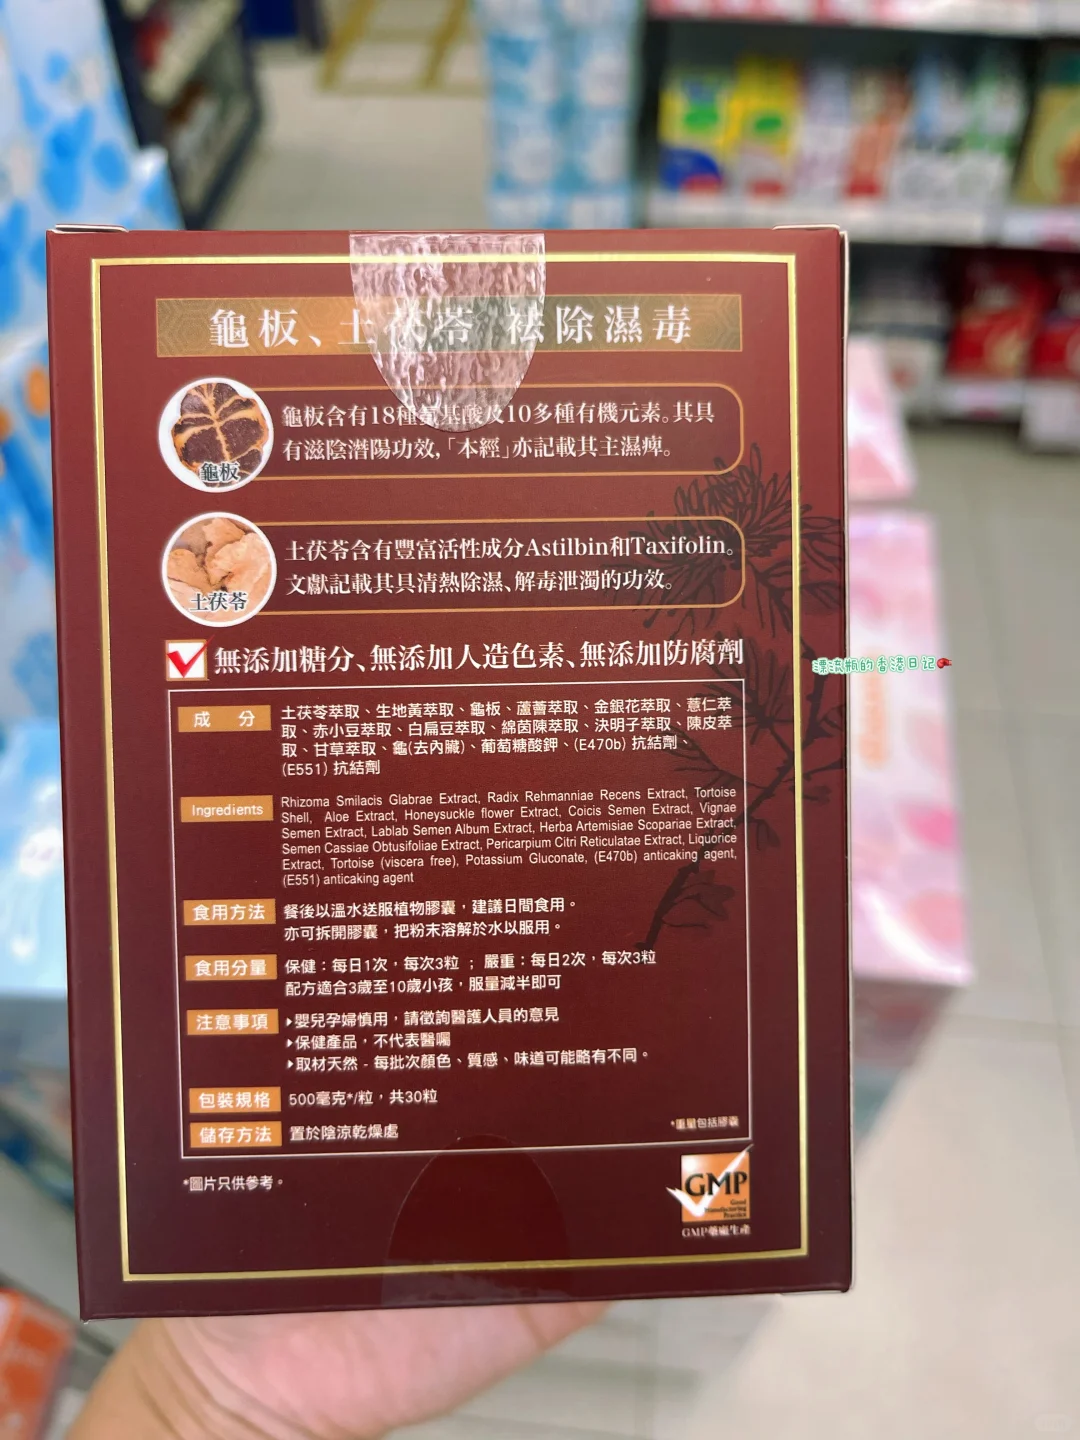 龜板、土茯苓 祛除濕毒
龜板含有18種氨基酸及10多種有機元素。其具
有滋陰潛陽功效,「本經」亦記載其主濕痺。
龜板
土茯苓含有豐富活性成分Astilbin和Taxifolin。
文獻記載其具清熱除濕、解毒泄濁的功效。
土茯苓
無添加糖分、無添加人造色素、無添加防腐劑
漂流瓶的香港日记
成 分
土茯苓萃取、生地黃萃取、龜板、蘆薈萃取、金銀花萃取、薏仁萃
取、赤小豆萃取、白扁豆萃取、綿茵陳萃取、決明子萃取、陳皮萃
取、甘草萃取、龜(去內臟)、葡萄糖酸鉀、(E470b) 抗結劑、
(E551) 抗結劑
Ingredients
Rhizoma Smilacis Glabrae Extract, Radix Rehmanniae Recens Extract, Tortoise
Shell, Aloe Extract, Honeysuckle flower Extract, Coicis Semen Extract, Vignae
Semen Extract, Lablab Semen Album Extract, Herba Artemisiae Scopariae Extract,
Semen Cassiae Obtusifoliae Extract, Pericarpium Citri Reticulatae Extract, Liquorice
Extract, Tortoise (viscera free), Potassium Gluconate, (E470b) anticaking agent,
(E551) anticaking agent
食用方法
餐後以溫水送服植物膠囊，建議日間食用。
亦可拆開膠囊，把粉末溶解於水以服用。
食用分量
保健：每日1次，每次3粒 ；嚴重：每日2次，每次3粒
配方適合3歲至10歲小孩，服量減半即可
注意事項
▸嬰兒孕婦慎用，請徵詢醫護人員的意見
▸保健產品，不代表醫囑
▸取材天然 - 每批次顏色、質感、味道可能略有不同。
包裝規格
500毫克*/粒，共30粒
儲存方法
置於陰涼乾燥處
*重量包括膠囊
*圖片只供參考。
GMP
Good
Manufacturing
Practice
GMP藥廠生產